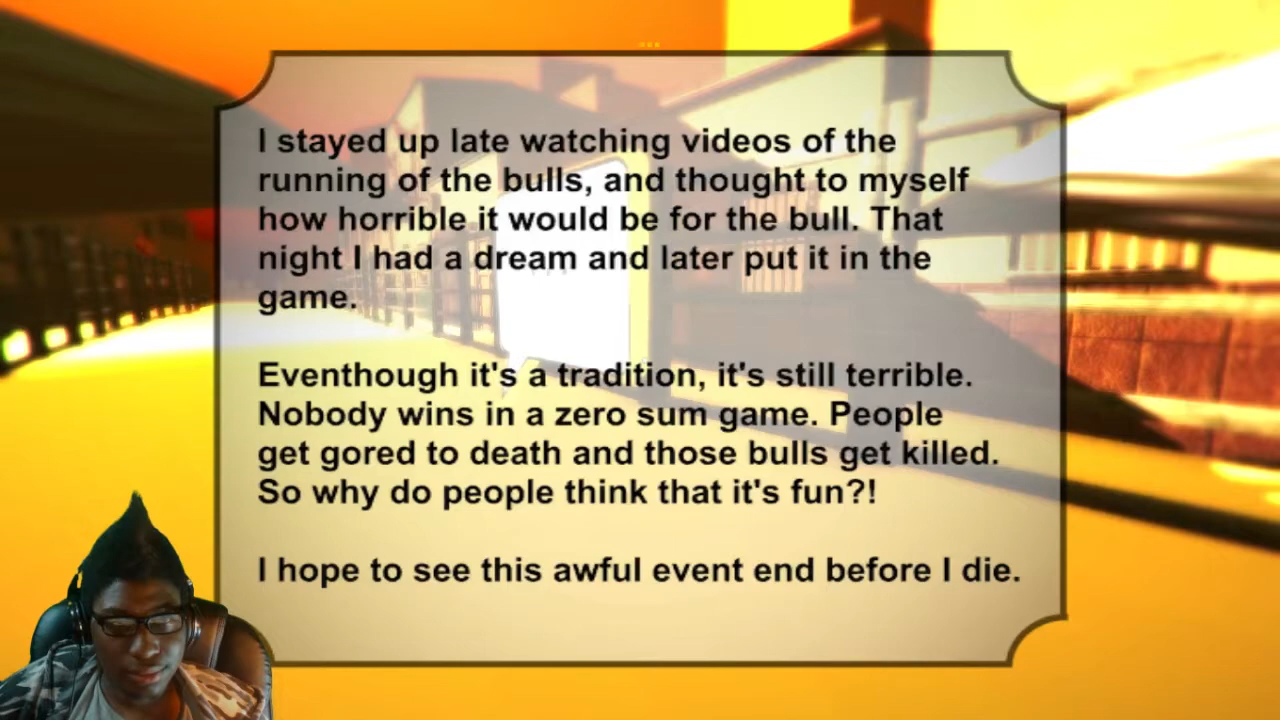 I stayed up late watching videos of the
running of the bulls, and thought to myself
how horrible it would be for the bull. That
night I had a dream and later put it in the
game.
Eventhough it's a tradition, it's still terrible.
Nobody wins in a zero sum game. People
get gored to death and those bulls get killed.
So why do people think that it's fun?!
I hope to see this awful event end before I die.